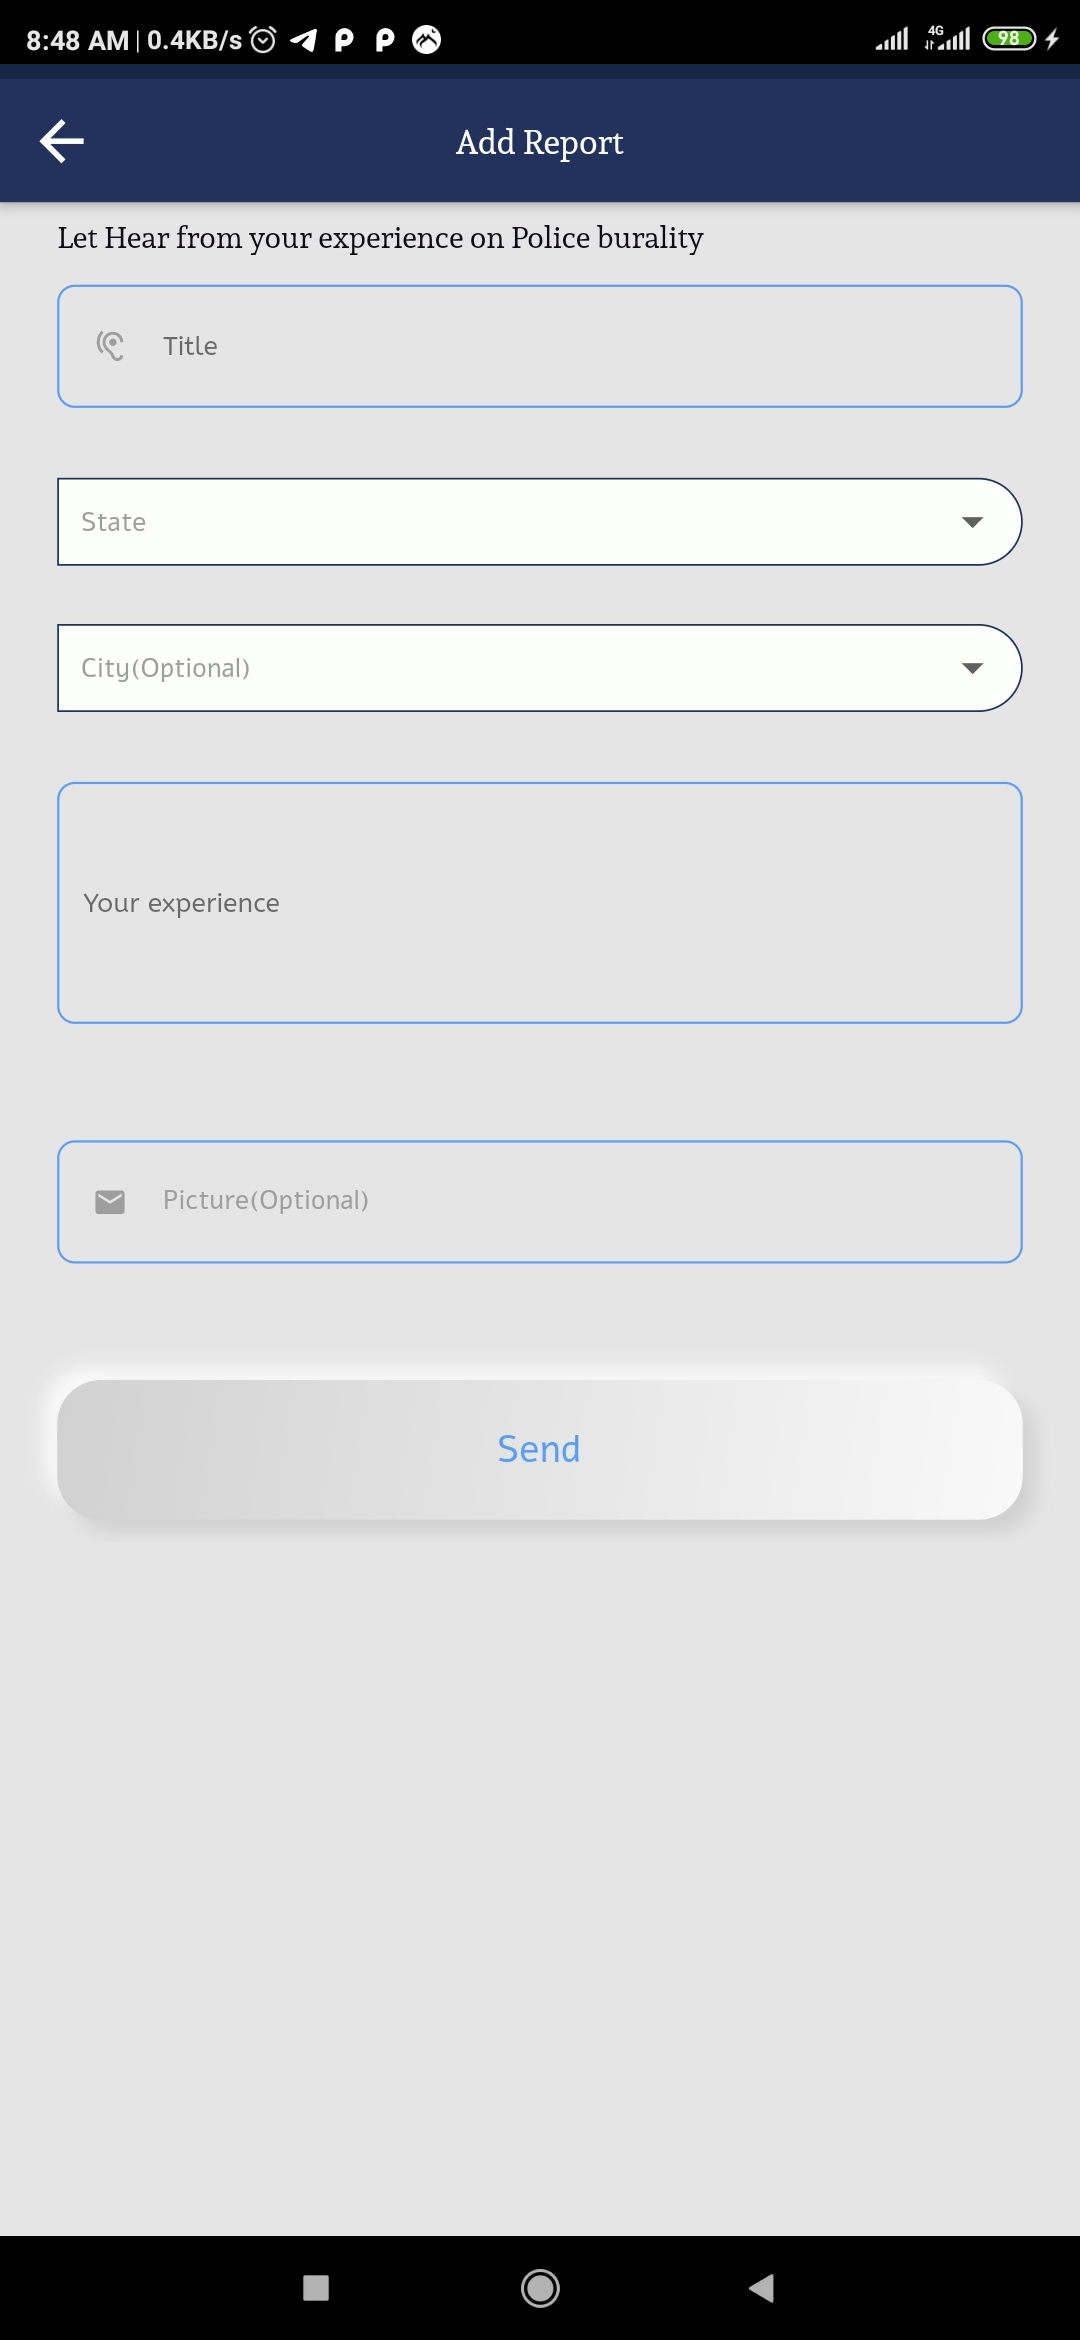 8:48 AM | 0.4KB/s 4G 98
Add Report
Let Hear from your experience on Police burality
Title
State
City(Optional)
Your experience
Picture(Optional)
Send